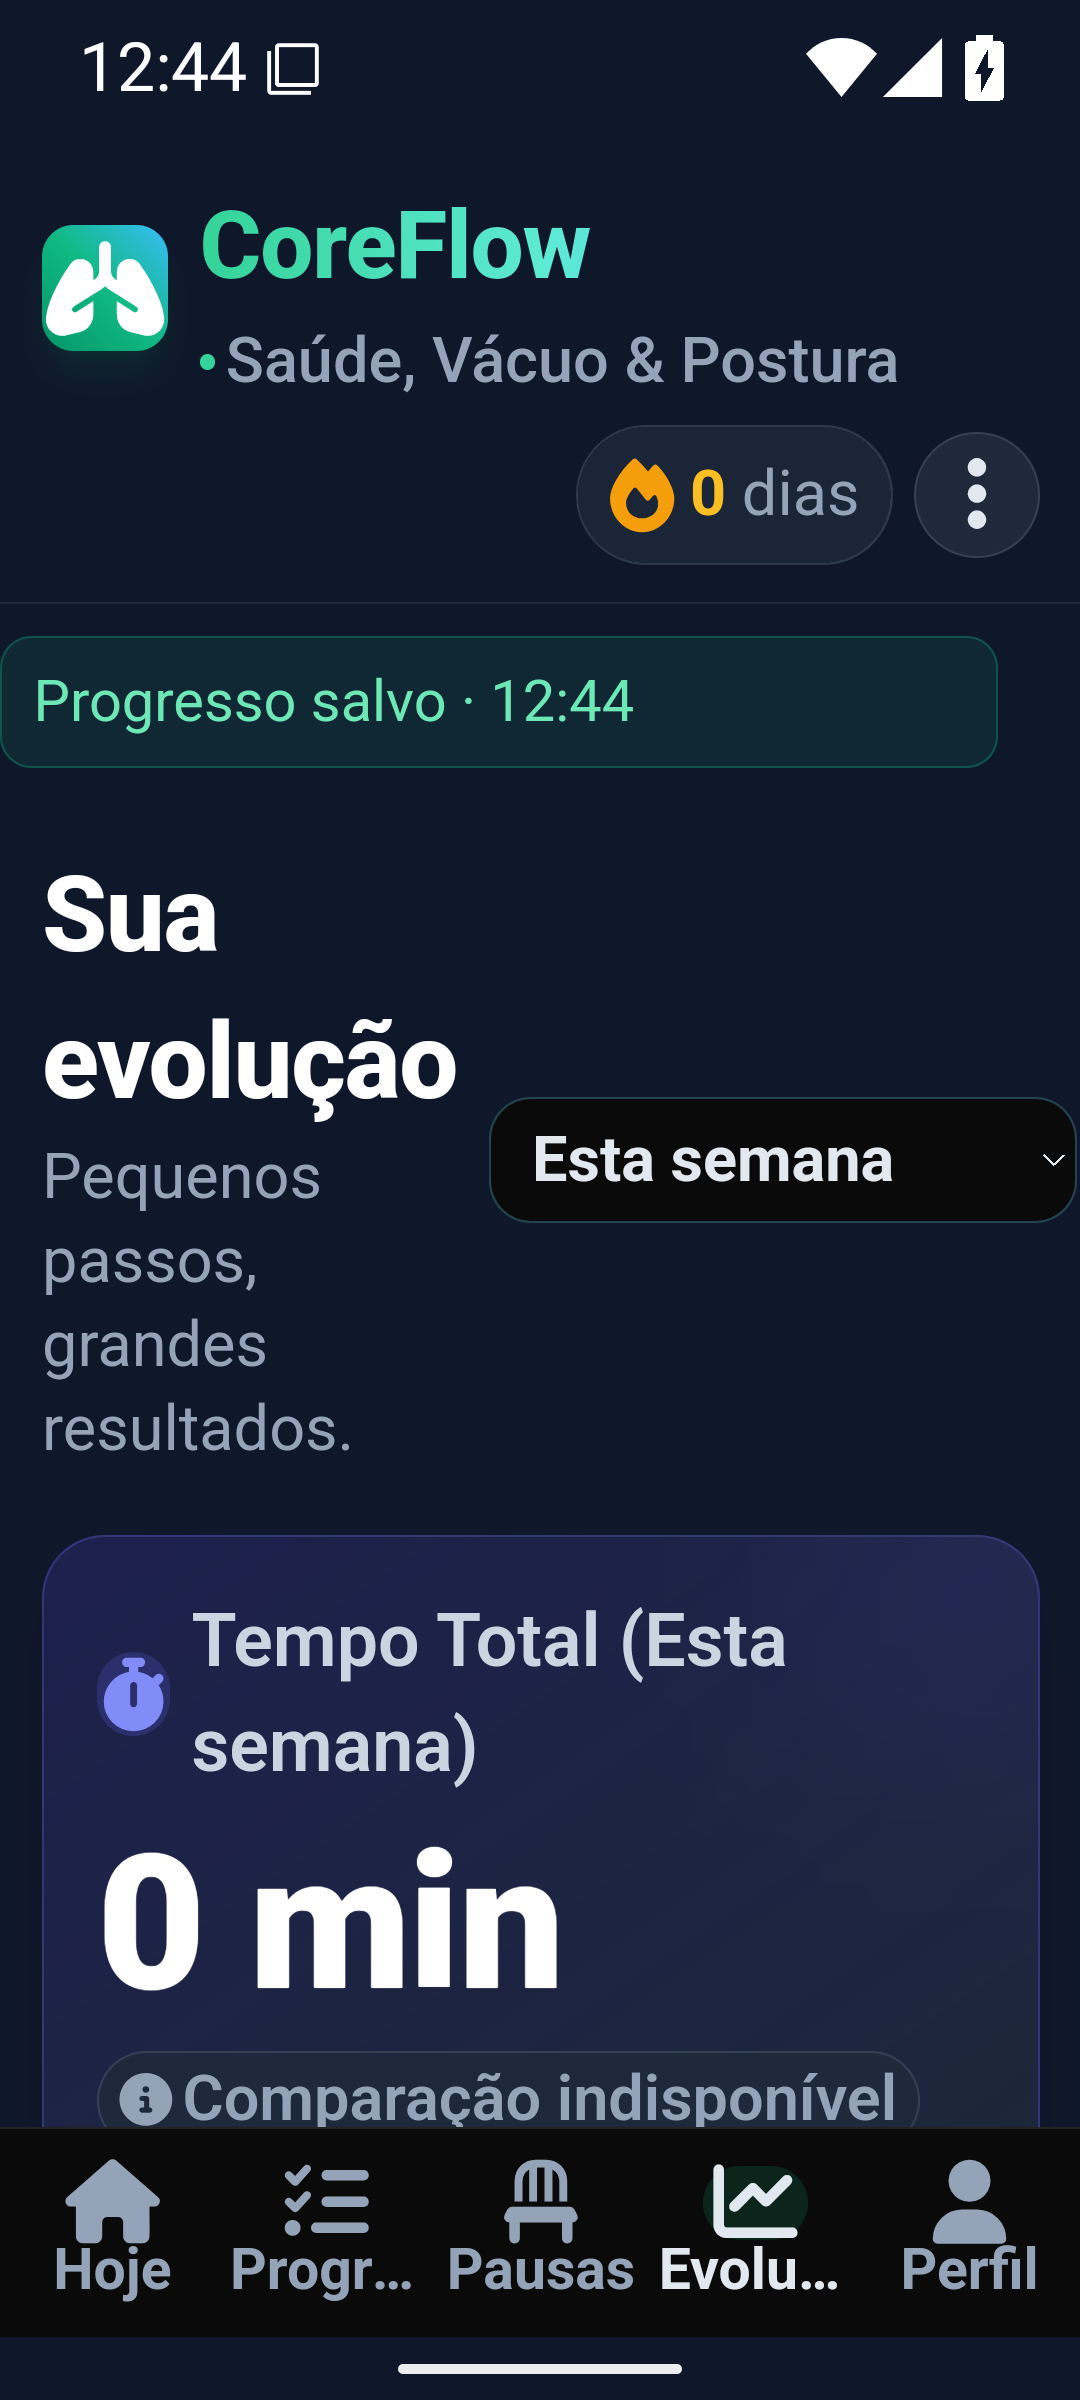 12:44
CoreFlow
• Saúde, Vácuo & Postura
0 dias
Progresso salvo · 12:44
Sua
evolução
Pequenos
passos,
grandes
resultados.
Esta semana
Tempo Total (Esta
semana)
0 min
Comparação indisponível
Hoje
Progr...
Pausas
Evolu...
Perfil